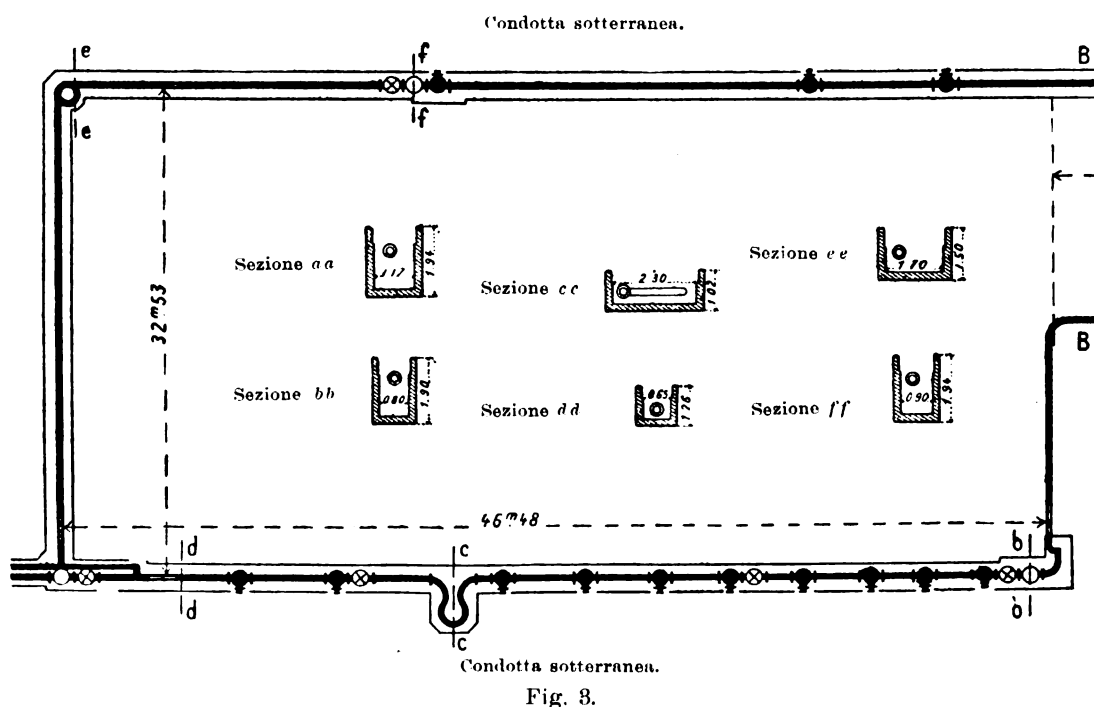 Condotta sotterranea.
e
f
B
e
f
Sezione aa
1.17
1.94
Sezione cc
2 30
1.02
Sezione ee
1.70
1.50
32m53
B
Sezione bb
0.80
1.90
Sezione dd
0.65
1.76
Sezione ff
0.90
1.94
46m48
d
c
b
d
c
b
Condotta sotterranea.
Fig. 3.